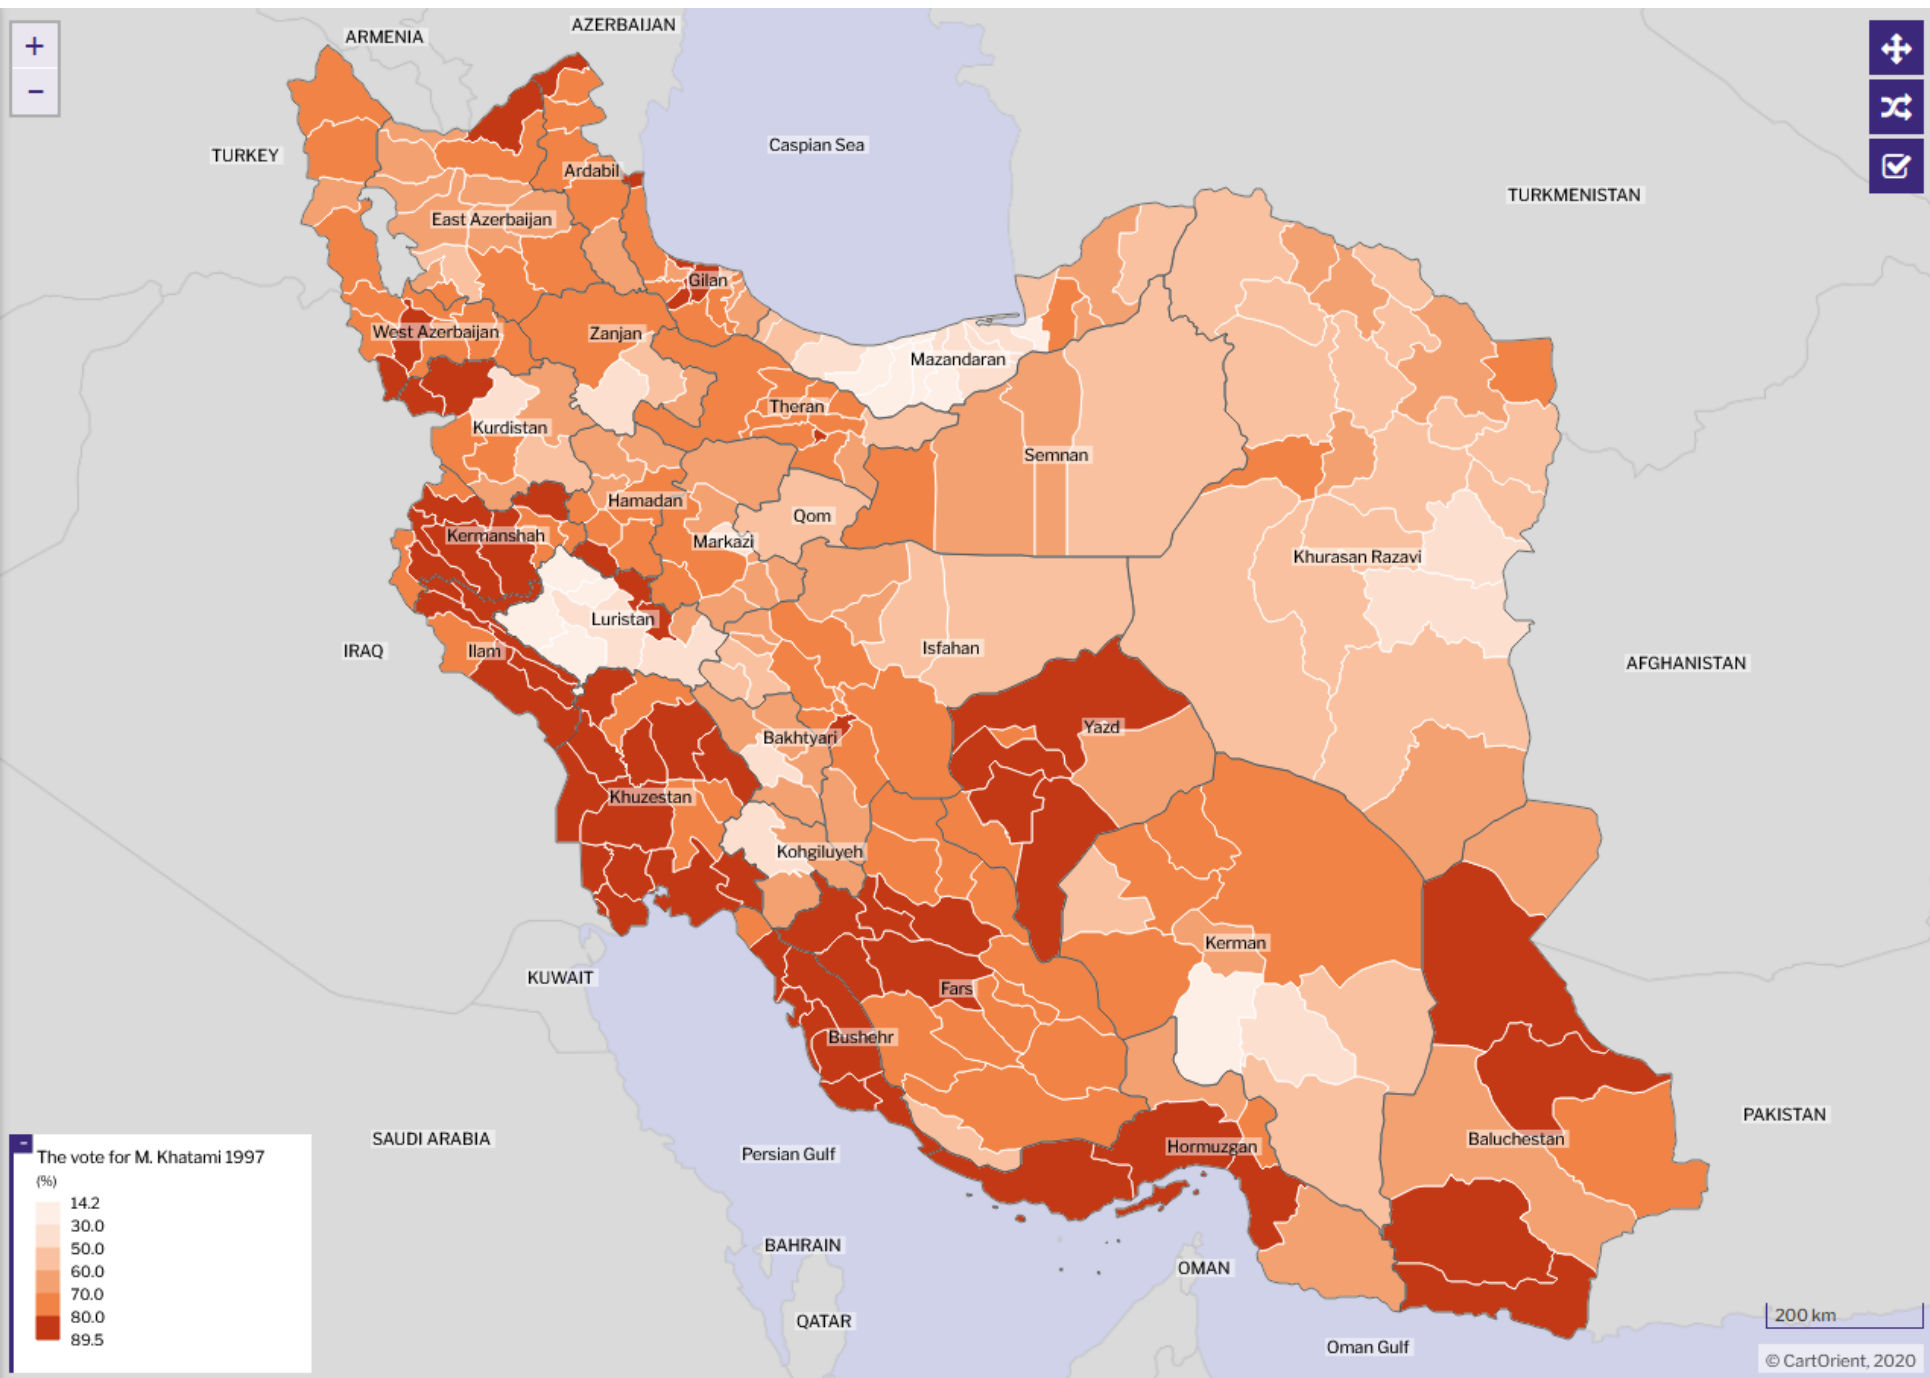 +
−
ARMENIA
AZERBAIJAN
TURKEY
Caspian Sea
TURKMENISTAN
Ardabil
East Azerbaijan
Gilan
West Azerbaijan
Zanjan
Mazandaran
Theran
Kurdistan
Semnan
Hamadan
Qom
Kermanshah
Markazi
Khurasan Razavi
Luristan
IRAQ
Ilam
Isfahan
AFGHANISTAN
Yazd
Bakhtyari
Khuzestan
Kohgiluyeh
Kerman
KUWAIT
Fars
Bushehr
PAKISTAN
SAUDI ARABIA
Persian Gulf
Hormuzgan
Baluchestan
BAHRAIN
OMAN
QATAR
Oman Gulf
-
The vote for M. Khatami 1997
(%)
14.2
30.0
50.0
60.0
70.0
80.0
89.5
200 km
© CartOrient, 2020